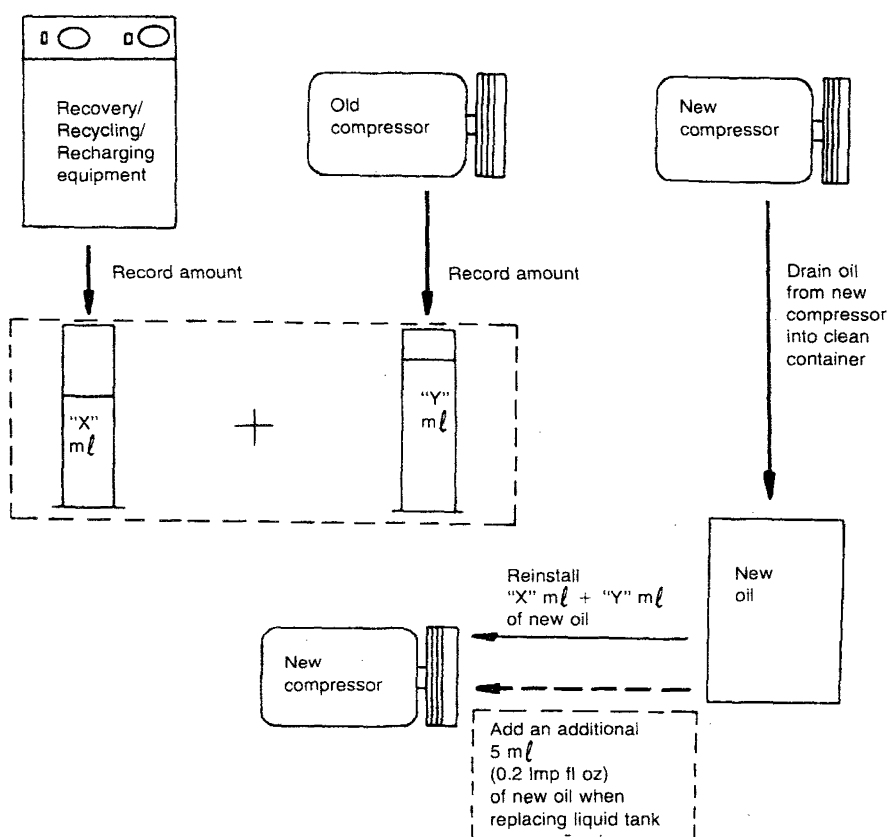 Recovery/
Recycling/
Recharging
equipment
Old
compressor
New
compressor
Record amount
Record amount
Drain oil
from new
compressor
into clean
container
"X"
mℓ
+
"Y"
mℓ
Reinstall
"X" mℓ + "Y" mℓ
of new oil
New
oil
New
compressor
Add an additional
5 mℓ
(0.2 Imp fl oz)
of new oil when
replacing liquid tank